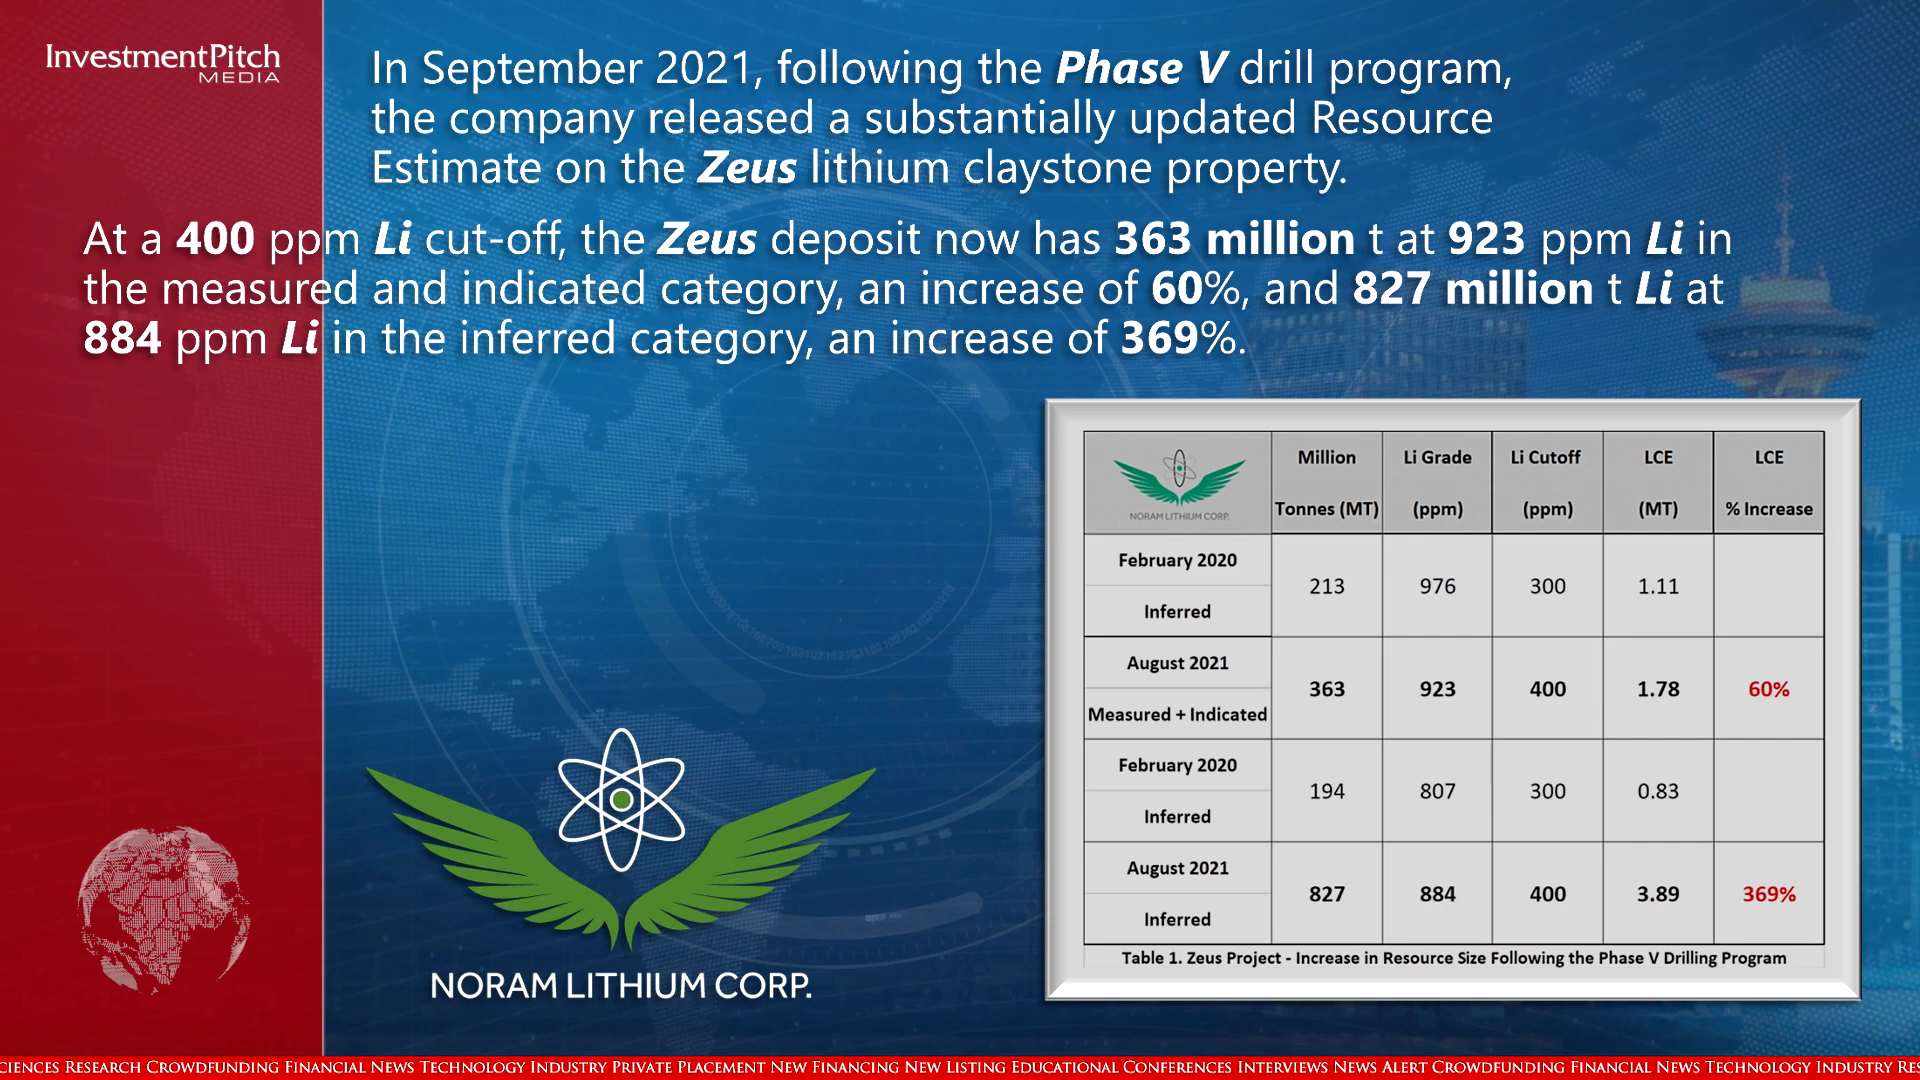 InvestmentPitch
MEDIA
In September 2021, following the Phase V drill program,
the company released a substantially updated Resource
Estimate on the Zeus lithium claystone property.
At a 400 ppm Li cut-off, the Zeus deposit now has 363 million t at 923 ppm Li in
the measured and indicated category, an increase of 60%, and 827 million t Li at
884 ppm Li in the inferred category, an increase of 369%.
NORAM LITHIUM CORP.
Million Tonnes (MT) Li Grade (ppm) Li Cutoff (ppm) LCE (MT) LCE % Increase
February 2020 Inferred 213 976 300 1.11
August 2021 Measured + Indicated 363 923 400 1.78 60%
February 2020 Inferred 194 807 300 0.83
August 2021 Inferred 827 884 400 3.89 369%
Table 1. Zeus Project - Increase in Resource Size Following the Phase V Drilling Program
NORAM LITHIUM CORP.
CIENCES RESEARCH CROWDFUNDING FINANCIAL NEWS TECHNOLOGY INDUSTRY PRIVATE PLACEMENT NEW FINANCING NEW LISTING EDUCATIONAL CONFERENCES INTERVIEWS NEWS ALERT CROWDFUNDING FINANCIAL NEWS TECHNOLOGY INDUSTRY RES